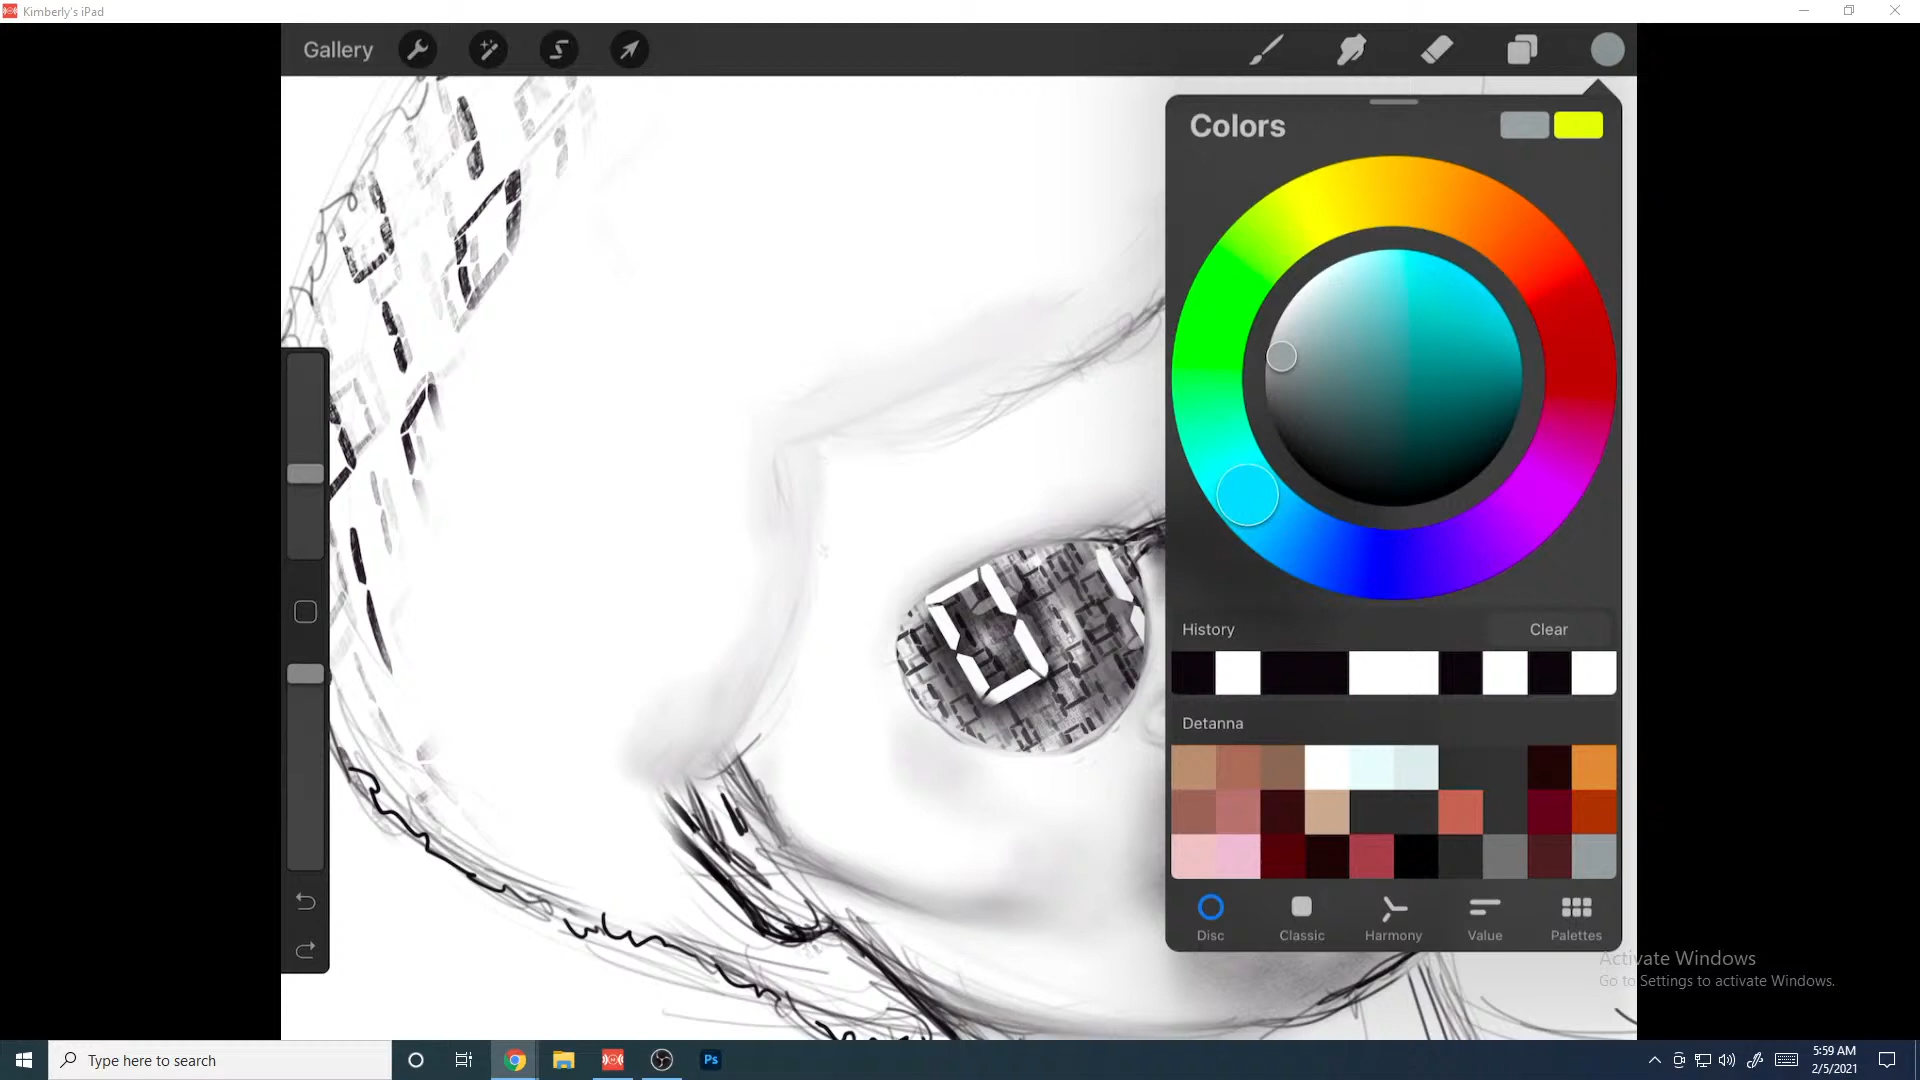 Kimberly's iPad
Gallery
Colors
History
Clear
Detanna
Disc
Classic
Harmony
Value
Palettes
Activate Windows
Go to Settings to activate Windows.
Type here to search
Ps
5:59 AM
2/5/2021